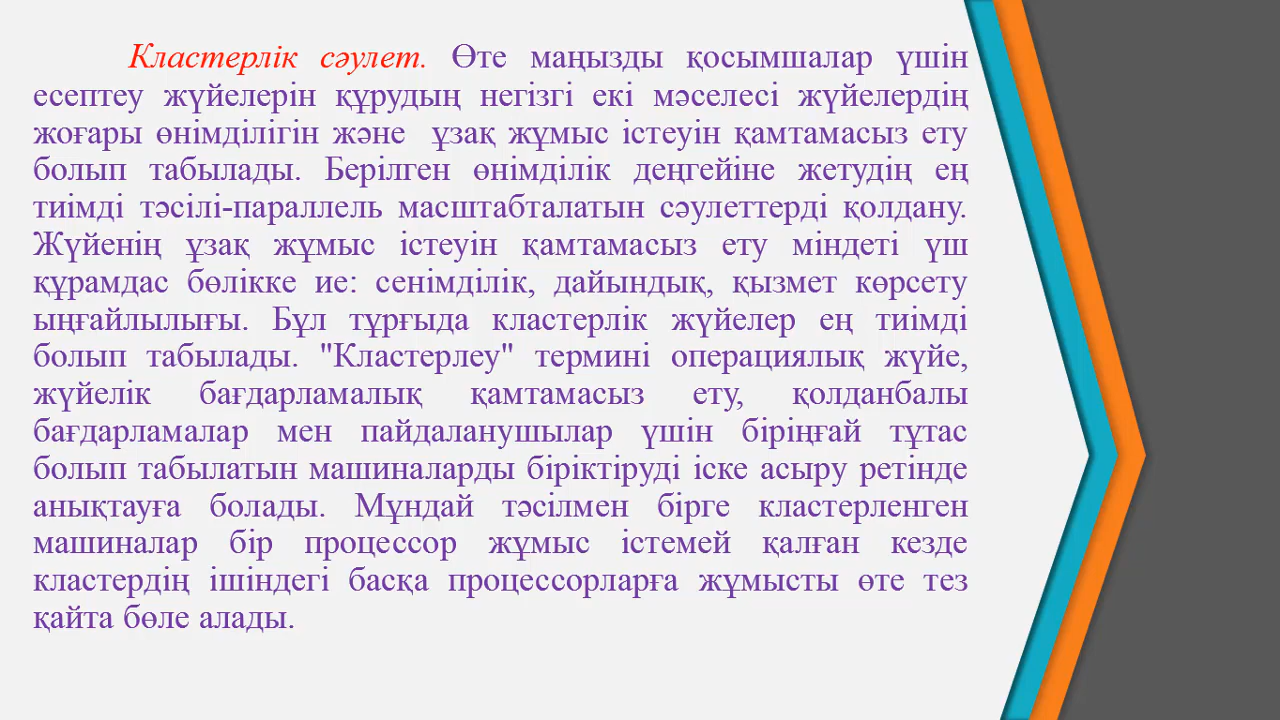 Кластерлік сәулет. Өте маңызды қосымшалар үшін
есептеу жүйелерін құрудың негізгі екі мәселесі жүйелердің
жоғары өнімділігін және ұзақ жұмыс істеуін қамтамасыз ету
болып табылады. Берілген өнімділік деңгейіне жетудің ең
тиімді тәсілі-параллель масштабталатын сәулеттерді қолдану.
Жүйенің ұзақ жұмыс істеуін қамтамасыз ету міндеті үш
құрамдас бөлікке ие: сенімділік, дайындық, қызмет көрсету
ыңғайлылығы. Бұл тұрғыда кластерлік жүйелер ең тиімді
болып табылады. "Кластерлеу" термині операциялық жүйе,
жүйелік бағдарламалық қамтамасыз ету, қолданбалы
бағдарламалар мен пайдаланушылар үшін біріңғай тұтас
болып табылатын машиналарды біріктіруді іске асыру ретінде
анықтауға болады. Мұндай тәсілмен бірге кластерленген
машиналар бір процессор жұмыс істемей қалған кезде
кластердің ішіндегі басқа процессорларға жұмысты өте тез
қайта бөле алады.